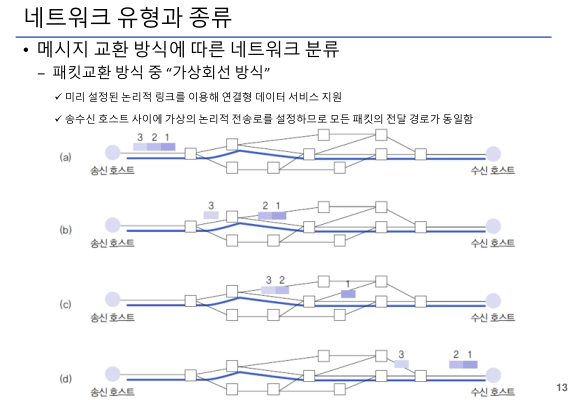 네트워크 유형과 종류
• 메시지 교환 방식에 따른 네트워크 분류
– 패킷교환 방식 중 “가상회선 방식”
✓ 미리 설정된 논리적 링크를 이용해 연결형 데이터 서비스 지원
✓ 송수신 호스트 사이에 가상의 논리적 전송로를 설정하므로 모든 패킷의 전달 경로가 동일함
3 2 1
(a)
송신 호스트 수신 호스트
3 2 1
(b)
송신 호스트 수신 호스트
3 2 1
(c)
송신 호스트 수신 호스트
3 2 1
(d)
송신 호스트 수신 호스트
13